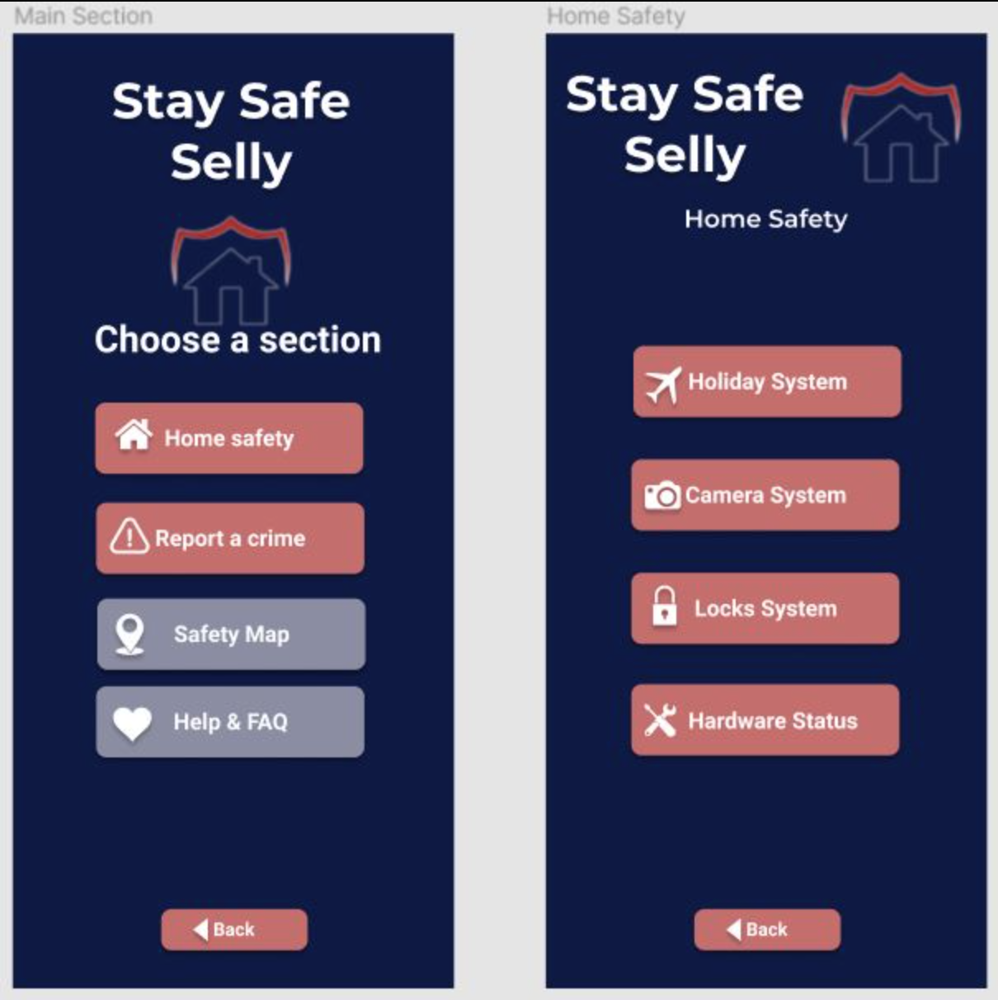 Main Section
Stay Safe
Selly
Choose a section
Home safety
Report a crime
Safety Map
Help & FAQ
Back
Home Safety
Stay Safe
Selly
Home Safety
Holiday System
Camera System
Locks System
Hardware Status
Back